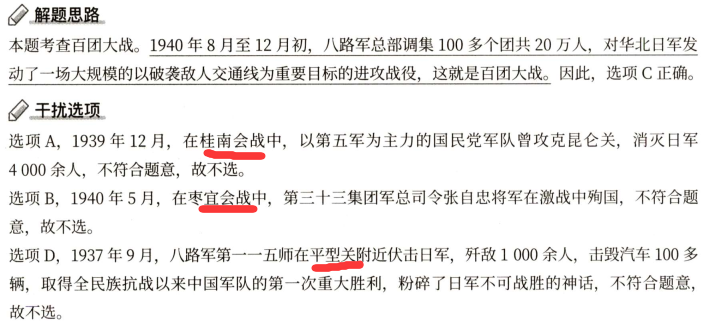 解题思路
本题考查百团大战。1940 年 8 月至 12 月初，八路军总部调集 100 多个团共 20 万人，对华北日军发
动了一场大规模的以破袭敌人交通线为重要目标的进攻战役，这就是百团大战。因此，选项 C 正确。
干扰选项
选项 A，1939 年 12 月，在桂南会战中，以第五军为主力的国民党军队曾攻克昆仑关，消灭日军
4 000 余人，不符合题意，故不选。
选项 B，1940 年 5 月，在枣宜会战中，第三十三集团军总司令张自忠将军在激战中殉国，不符合题
意，故不选。
选项 D，1937 年 9 月，八路军第一一五师在平型关附近伏击日军，歼敌 1 000 余人，击毁汽车 100 多
辆，取得全民族抗战以来中国军队的第一次重大胜利，粉碎了日军不可战胜的神话，不符合题意，
故不选。